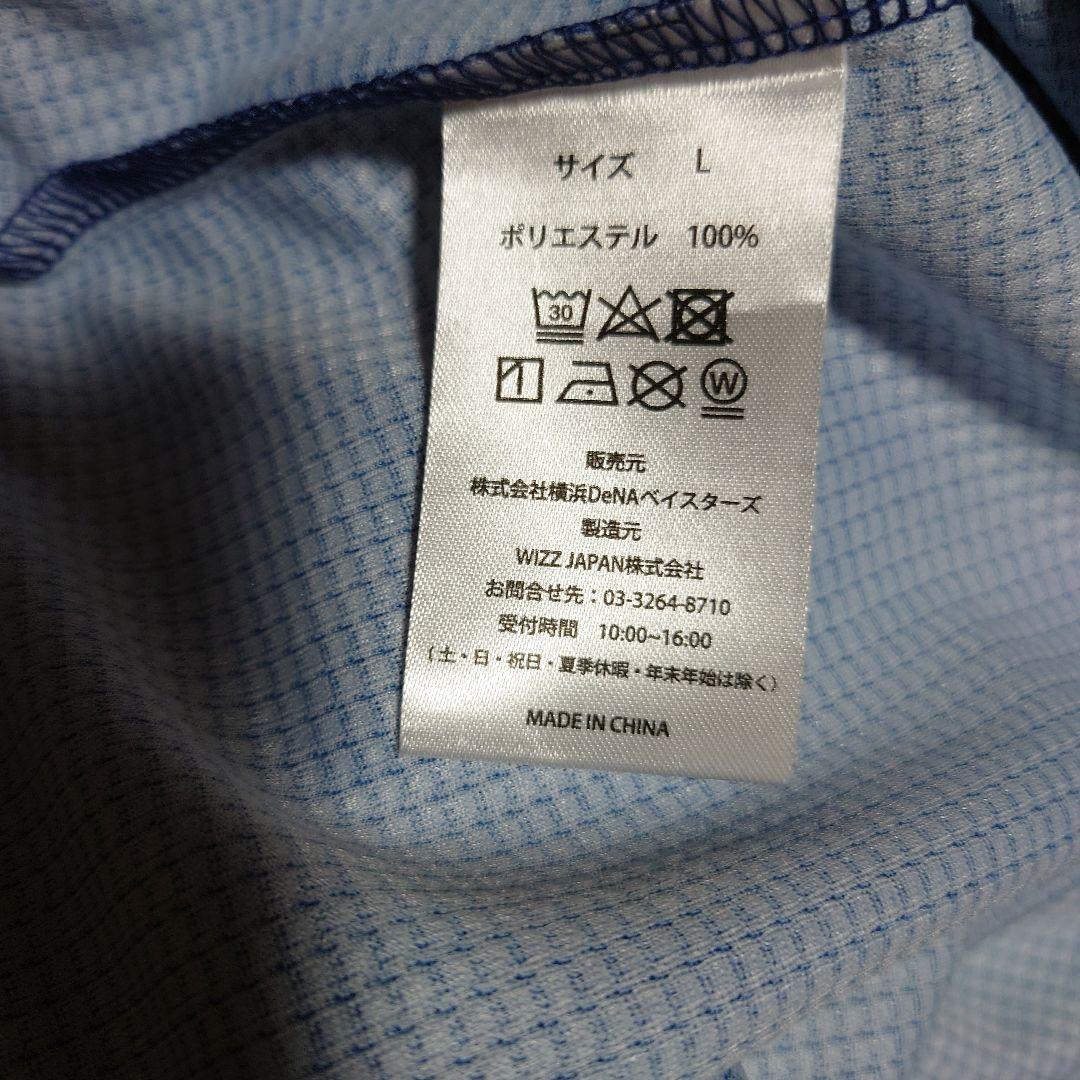 サイズ L
ポリエステル 100%
30
W
販売元
株式会社横浜DeNAベイスターズ
製造元
WIZZ JAPAN株式会社
お問合せ先：03-3264-8710
受付時間 10:00~16:00
（土・日・祝日・夏季休暇・年末年始は除く）
MADE IN CHINA